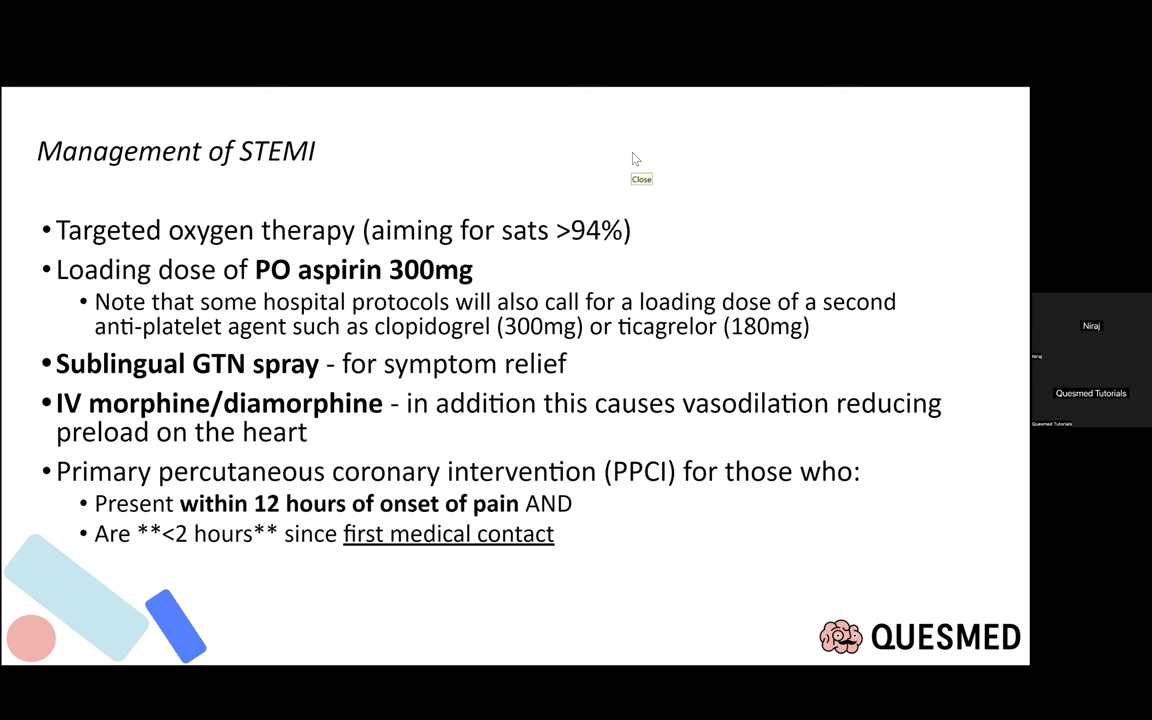 Management of STEMI
Close
•Targeted oxygen therapy (aiming for sats >94%)
•Loading dose of PO aspirin 300mg
• Note that some hospital protocols will also call for a loading dose of a second
anti-platelet agent such as clopidogrel (300mg) or ticagrelor (180mg)
•Sublingual GTN spray - for symptom relief
•IV morphine/diamorphine - in addition this causes vasodilation reducing
preload on the heart
•Primary percutaneous coronary intervention (PPCI) for those who:
• Present within 12 hours of onset of pain AND
• Are **<2 hours** since first medical contact
QUESMED
Niraj
Niraj
Quesmed Tutorials
Quesmed Tutorials